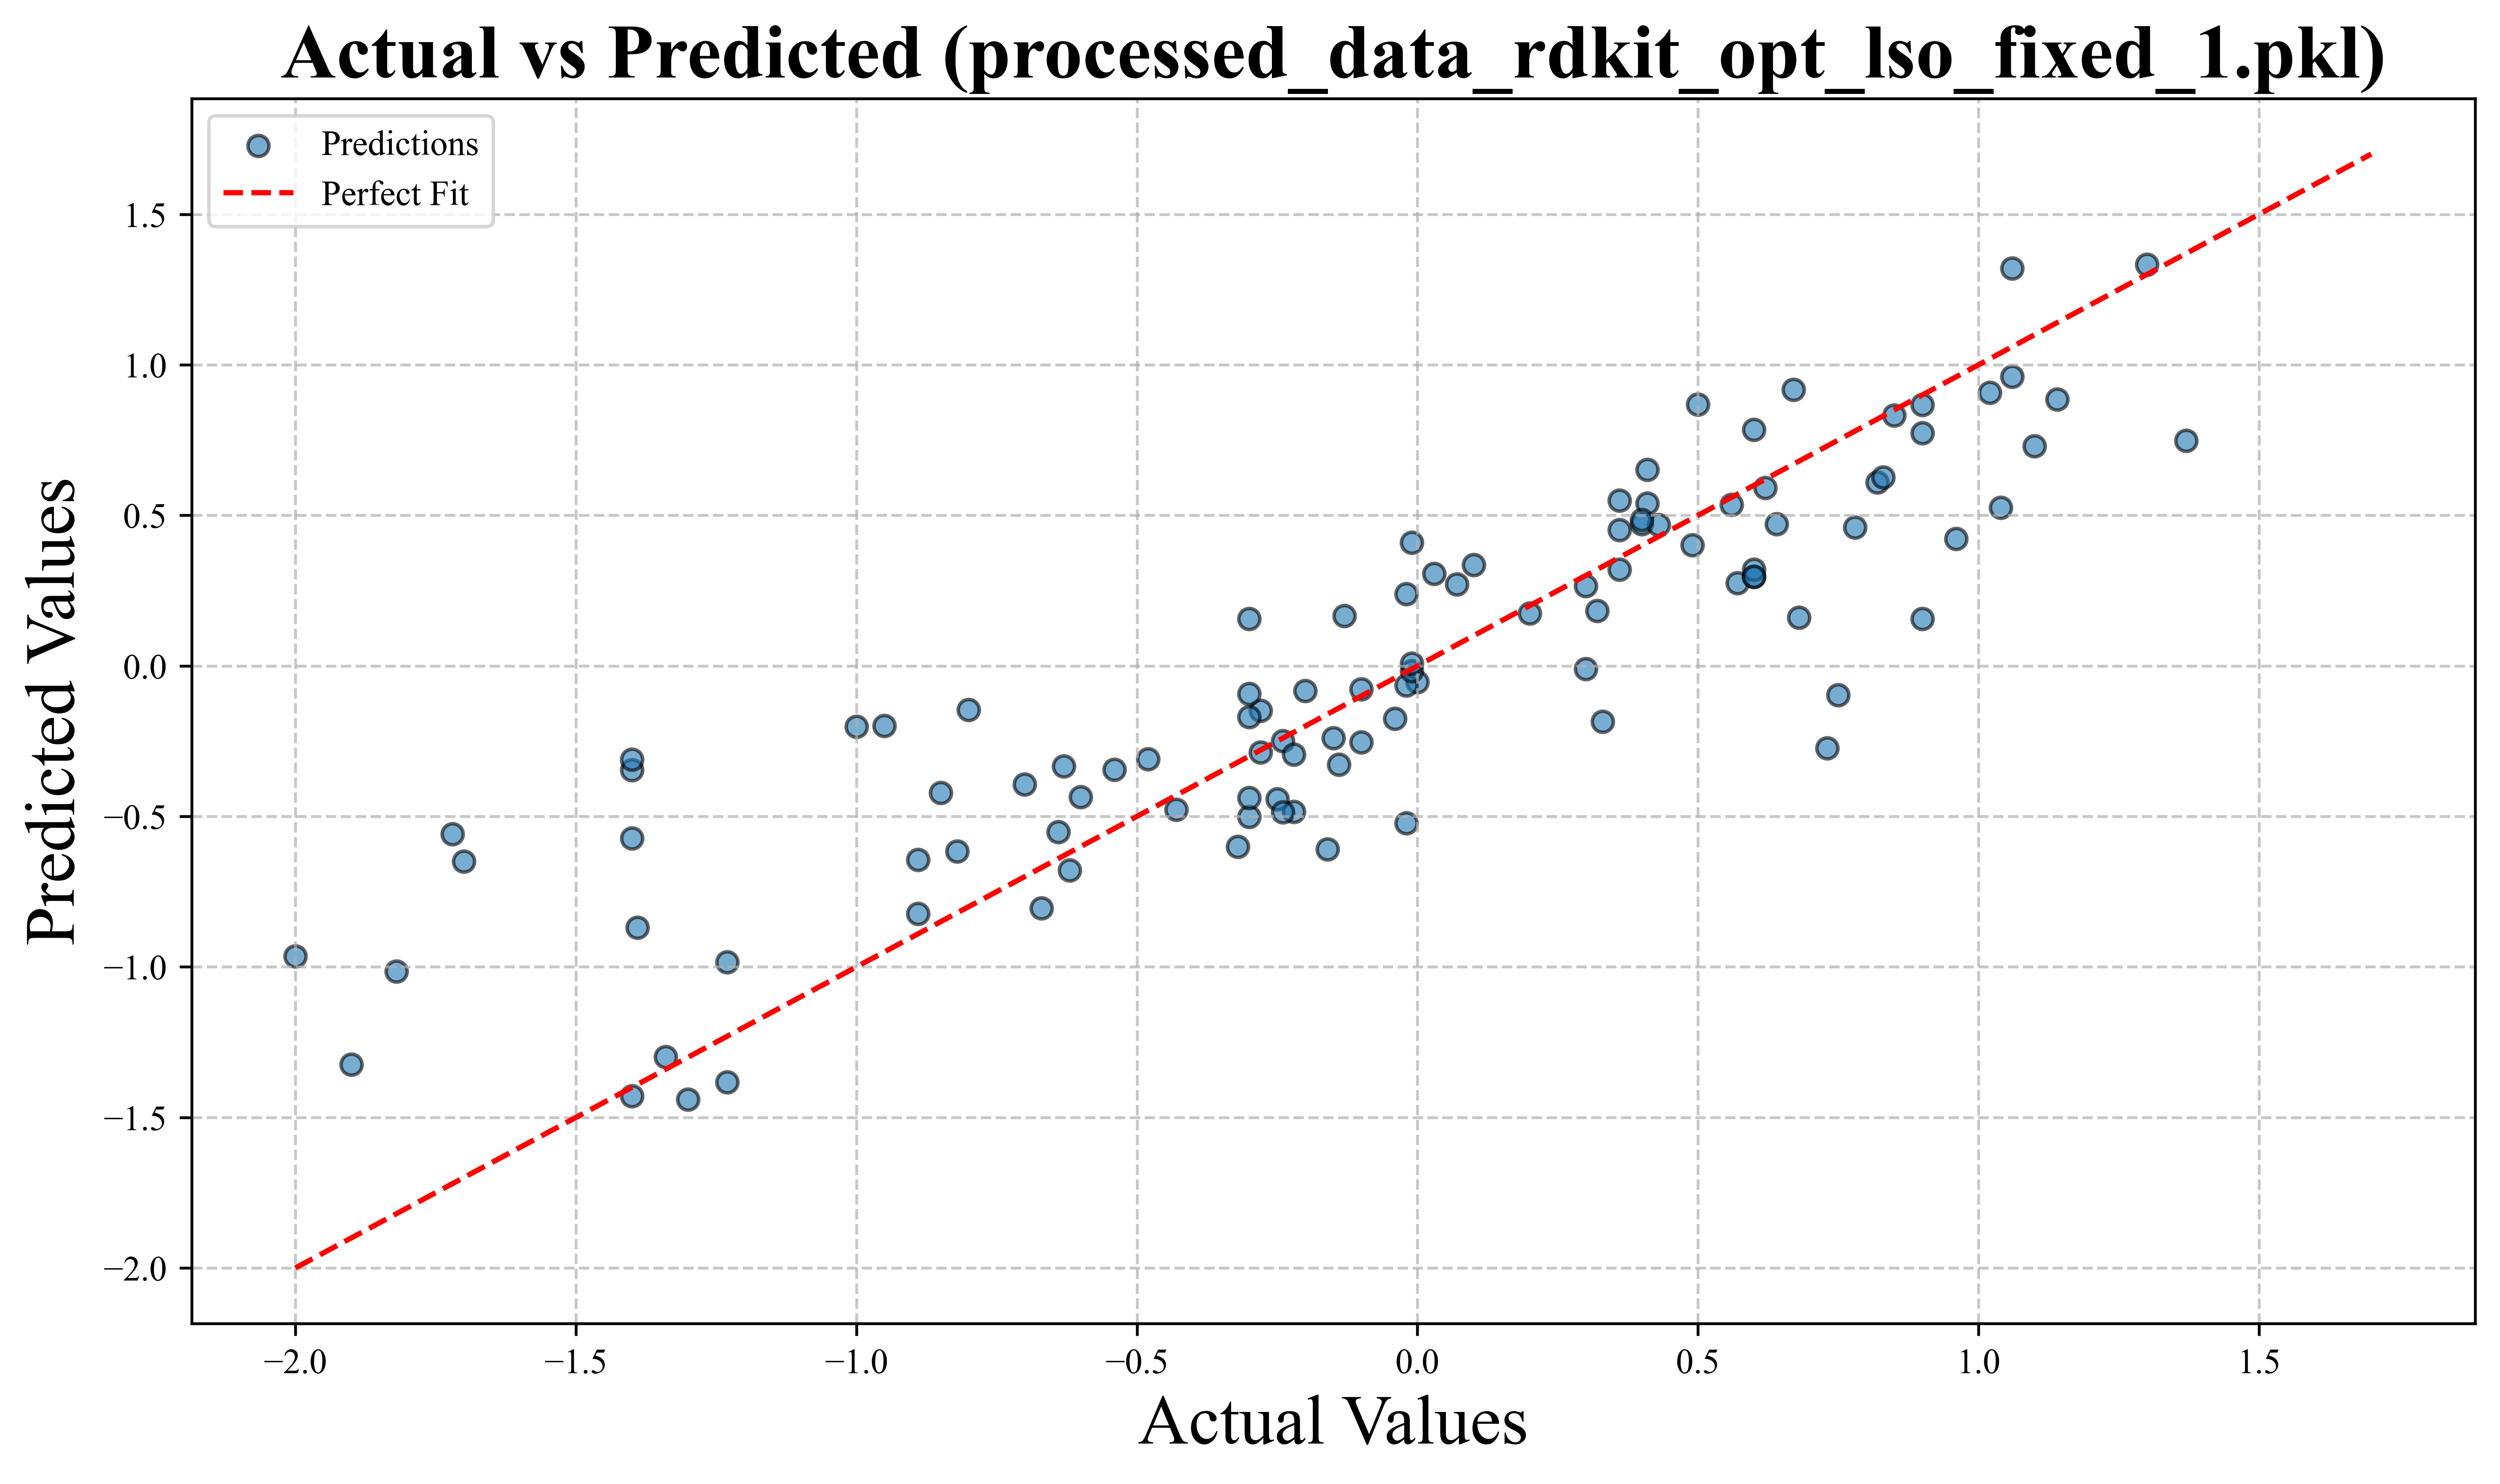 Actual vs Predicted (processed_data_rdkit_opt_lso_fixed_1.pkl)
Predictions
Perfect Fit
1.5
1.0
0.5
0.0
−0.5
−1.0
−1.5
−2.0
Predicted Values
−2.0 −1.5 −1.0 −0.5 0.0 0.5 1.0 1.5
Actual Values